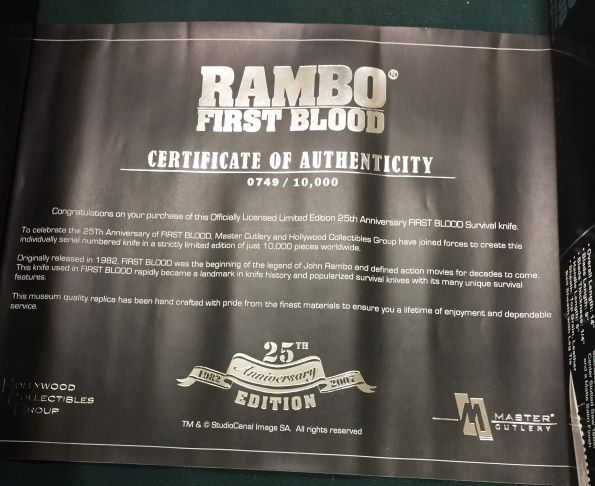 RAMBO®
FIRST BLOOD
CERTIFICATE OF AUTHENTICITY
0749 / 10,000
Congratulations on your purchase of this Officially Licensed Limited Edition 25th Anniversary FIRST BLOOD Survival knife.
To celebrate the 25Th Anniversary of FIRST BLOOD, Master Cutlery and Hollywood Collectibles Group have joined forces to create this
individually serial numbered knife in a strictly limited edition of just 10,000 pieces worldwide.
Originally released in 1982, FIRST BLOOD was the beginning of the legend of John Rambo and defined action movies for decades to come.
This knife used in FIRST BLOOD rapidly became a landmark in knife history and popularized survival knives with its many unique survival
features.
This museum quality replica has been hand crafted with pride from the finest materials to ensure you a lifetime of enjoyment and dependable
service.
25TH
1982 Anniversary 2007
EDITION
HOLLYWOOD
COLLECTIBLES
GROUP
MASTER
CUTLERY
TM & © StudioCanal Image SA. All rights reserved
Overall Length: 14"